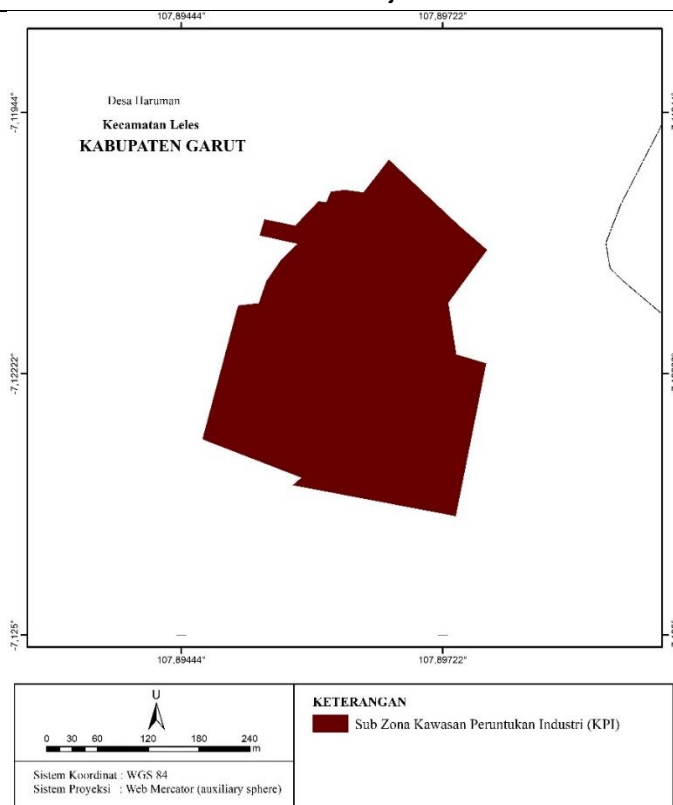 107,89444" 107,89722"
Desa Haruman
Kecamatan Leles
KABUPATEN GARUT
-7,11944"
-7,12222"
-7,125"
107,89444" 107,89722"
U
0 30 60 120 180 240
m
Sistem Koordinat : WGS 84
Sistem Proyeksi : Web Mercator (auxiliary sphere)
KETERANGAN
Sub Zona Kawasan Peruntukan Industri (KPI)